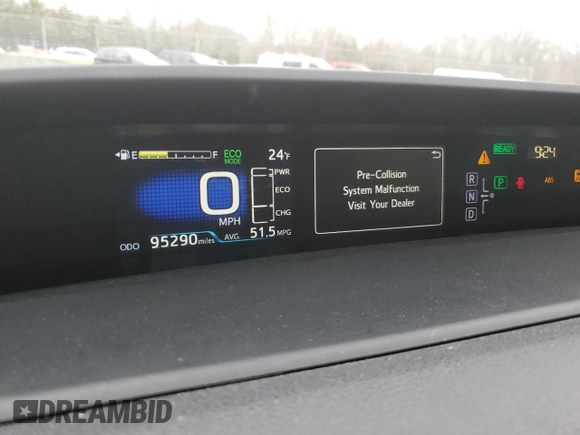 E F ECO MODE 24°F
PWR
ECO
CHG
0
MPH
ODO 95290 miles AVG. 51.5 MPG
Pre-Collision
System Malfunction
Visit Your Dealer
READY 9:24
R
N
D
P
ABS
DREAMBID